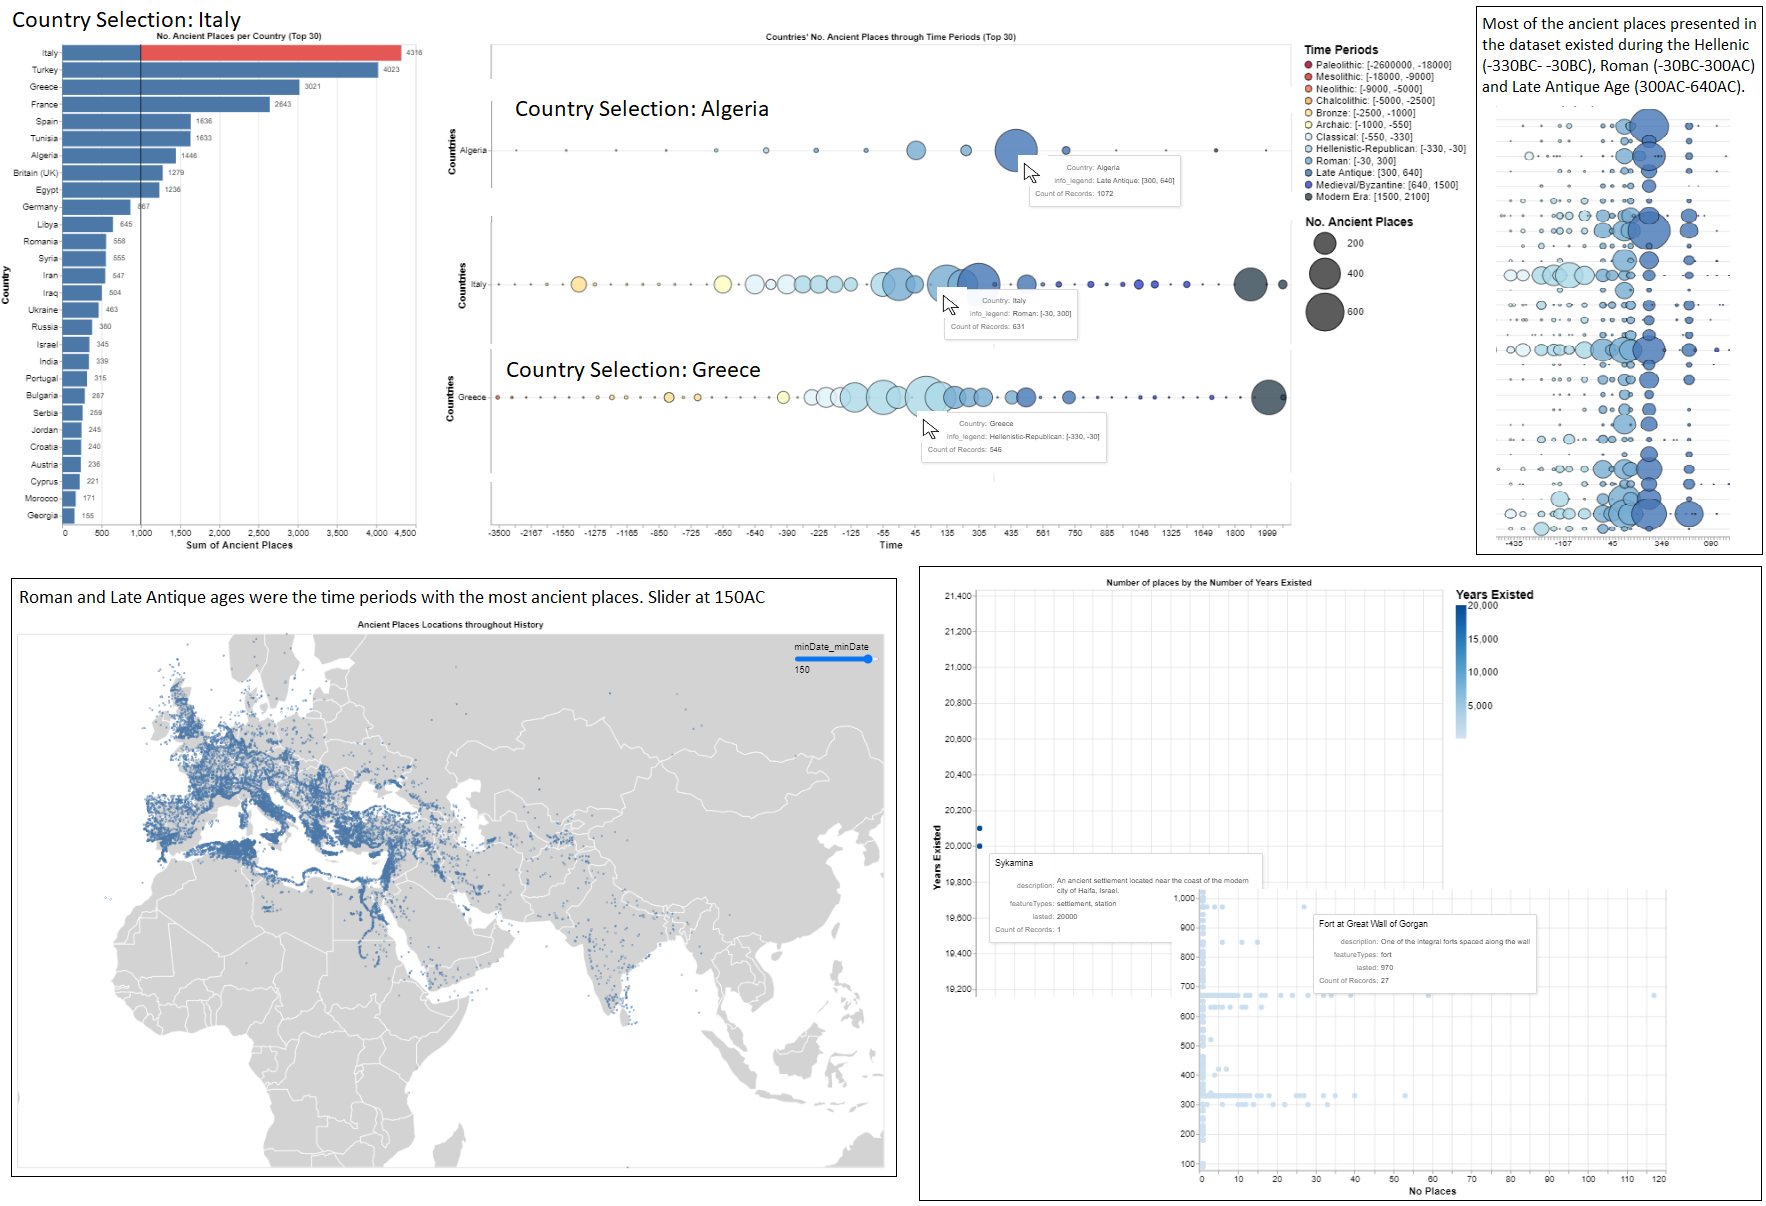 Country Selection: Italy
No. Ancient Places per Country (Top 30)
Country
Italy 4316
Turkey 4023
Greece 3021
France 2643
Spain 1636
Tunisia 1633
Algeria 1446
Britain (UK) 1279
Egypt 1236
Germany 867
Libya 645
Romania 558
Syria 555
Iran 547
Iraq 504
Ukraine 463
Russia 380
Israel 345
India 339
Portugal 315
Bulgaria 287
Serbia 259
Jordan 245
Croatia 240
Austria 236
Cyprus 221
Morocco 171
Georgia 155
0 500 1,000 1,500 2,000 2,500 3,000 3,500 4,000 4,500
Sum of Ancient Places
Countries' No. Ancient Places through Time Periods (Top 30)
Country Selection: Algeria
Countries
Algeria
Country: Algeria
info_legend: Late Antique: [300, 640]
Count of Records: 1072
Countries
Italy
Country: Italy
info_legend: Roman: [-30, 300]
Count of Records: 631
Country Selection: Greece
Countries
Greece
Country: Greece
info_legend: Hellenistic-Republican: [-330, -30]
Count of Records: 546
-3500 -2167 -1550 -1275 -1165 -950 -725 -650 -540 -390 -225 -125 -55 45 135 305 435 561 750 885 1046 1226 1649 1800 1999
Time
Time Periods
Paleolithic: [-2600000, -18000]
Mesolithic: [-18000, -9000]
Neolithic: [-9000, -5000]
Chalcolithic: [-5000, -2500]
Bronze: [-2500, -1000]
Archaic: [-1000, -550]
Classical: [-550, -330]
Hellenistic-Republican: [-330, -30]
Roman: [-30, 300]
Late Antique: [300, 640]
Medieval/Byzantine: [640, 1500]
Modern Era: [1500, 2100]
No. Ancient Places
200
400
600
Most of the ancient places presented in
the dataset existed during the Hellenic
(-330BC- -30BC), Roman (-30BC-300AC)
and Late Antique Age (300AC-640AC).
-435 -167 45 349 690
Roman and Late Antique ages were the time periods with the most ancient places. Slider at 150AC
Ancient Places Locations throughout History
minDate_minDate
150
Number of places by the Number of Years Existed
Years Existed
21,400
21,200
21,000
20,800
20,600
20,400
20,200
20,000
19,800
19,600
19,400
19,200
Sykamina
description: An ancient settlement located near the coast of the modern
city of Haifa, Israel.
featureTypes: settlement, station
lasted: 20000
Count of Records: 1
Years Existed
20,000
15,000
10,000
5,000
1,000
900
800
700
600
500
400
300
200
100
Fort at Great Wall of Gorgan
description: One of the integral forts spaced along the wall
featureTypes: fort
lasted: 970
Count of Records: 27
0 10 20 30 40 50 60 70 80 90 100 110 120
No Places